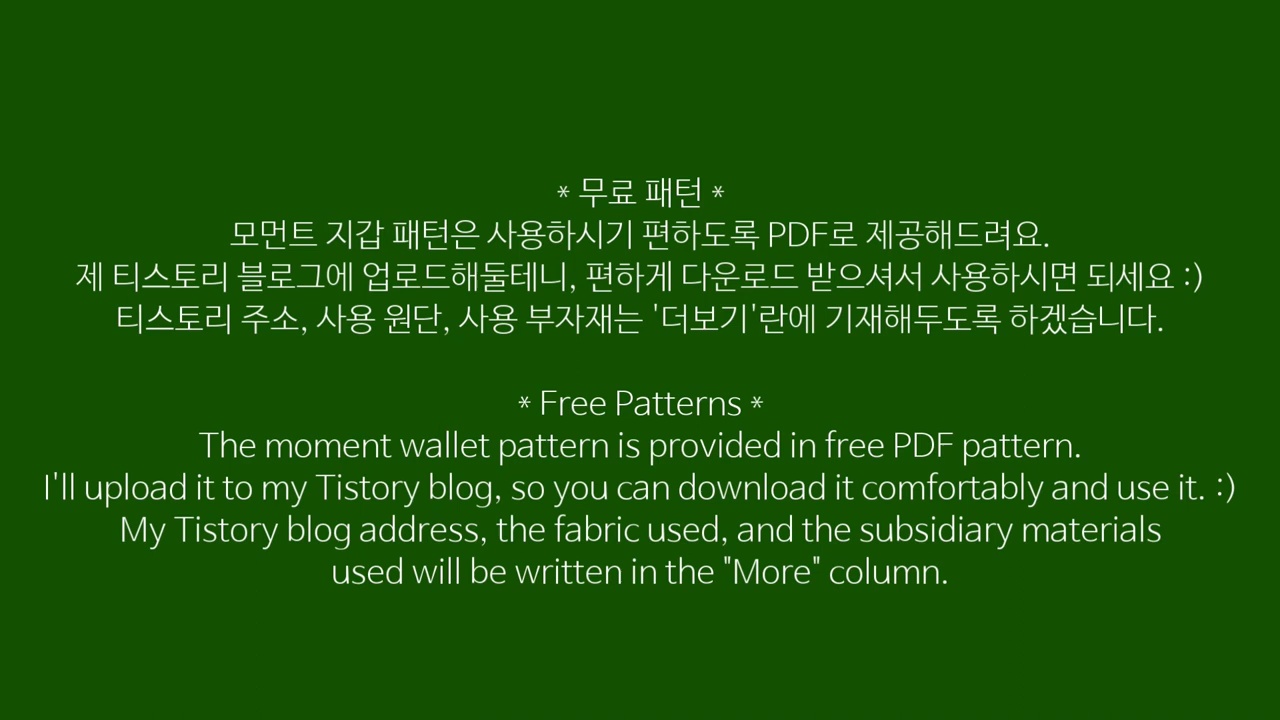 * 무료 패턴 *
모먼트 지갑 패턴은 사용하시기 편하도록 PDF로 제공해드려요.
제 티스토리 블로그에 업로드해둘테니, 편하게 다운로드 받으셔서 사용하시면 되세요 :)
티스토리 주소, 사용 원단, 사용 부자재는 '더보기'란에 기재해두도록 하겠습니다.
* Free Patterns *
The moment wallet pattern is provided in free PDF pattern.
I'll upload it to my Tistory blog, so you can download it comfortably and use it. :)
My Tistory blog address, the fabric used, and the subsidiary materials
used will be written in the "More" column.